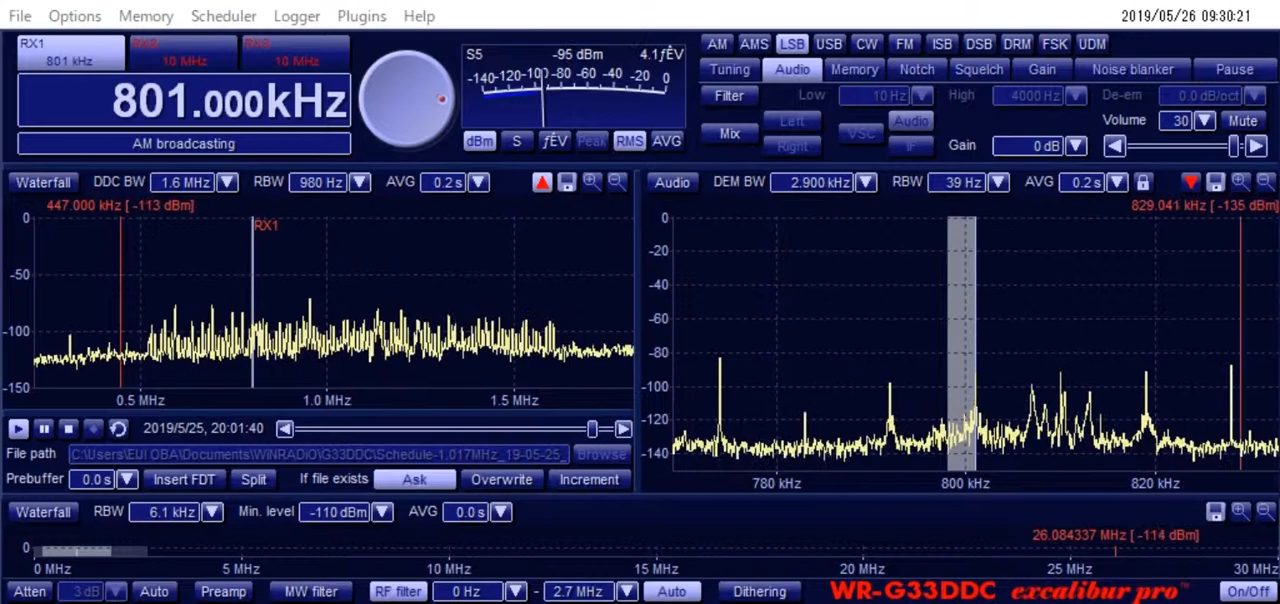 File Options Memory Scheduler Logger Plugins Help 2019/05/26 09:30:21
RX1 RX2 RX3
801 kHz 10 MHz 10 MHz
801.000kHz
AM broadcasting
S5 -95 dBm 4.1ƒÊV
-140 -120 -100 -80 -60 -40 -20 0
dBm S ƒÊV Peak RMS AVG
AM AMS LSB USB CW FM ISB DSB DRM FSK UDM
Tuning Audio Memory Notch Squelch Gain Noise blanker Pause
Filter Low 10 Hz High 4000 Hz De-em 0.0 dB/oct
Left Audio Volume 30 Mute
Mix VSC
Right IF Gain 0 dB
Waterfall DDC BW 1.6 MHz RBW 980 Hz AVG 0.2 s
447.000 kHz [ -113 dBm]
RX1
0
-50
-100
-150
0.5 MHz 1.0 MHz 1.5 MHz
Audio DEM BW 2.900 kHz RBW 39 Hz AVG 0.2 s
829.041 kHz [ -135 dBm]
0
-20
-40
-60
-80
-100
-120
-140
780 kHz 800 kHz 820 kHz
2019/5/25, 20:01:40
File path C:\Users\EIJI OBA\Documents\WiNRADiO\G33DDC\Schedule-1.017MHz_19-05-25_ Browse
Prebuffer 0.0 s Insert FDT Split If file exists Ask Overwrite Increment
Waterfall RBW 6.1 kHz Min. level -110 dBm AVG 0.0 s
26.084337 MHz [ -114 dBm]
0
0 MHz 5 MHz 10 MHz 15 MHz 20 MHz 25 MHz 30 MHz
Atten 3 dB Auto Preamp MW filter RF filter 0 Hz - 2.7 MHz Auto Dithering WR-G33DDC excalibur pro™ On/Off